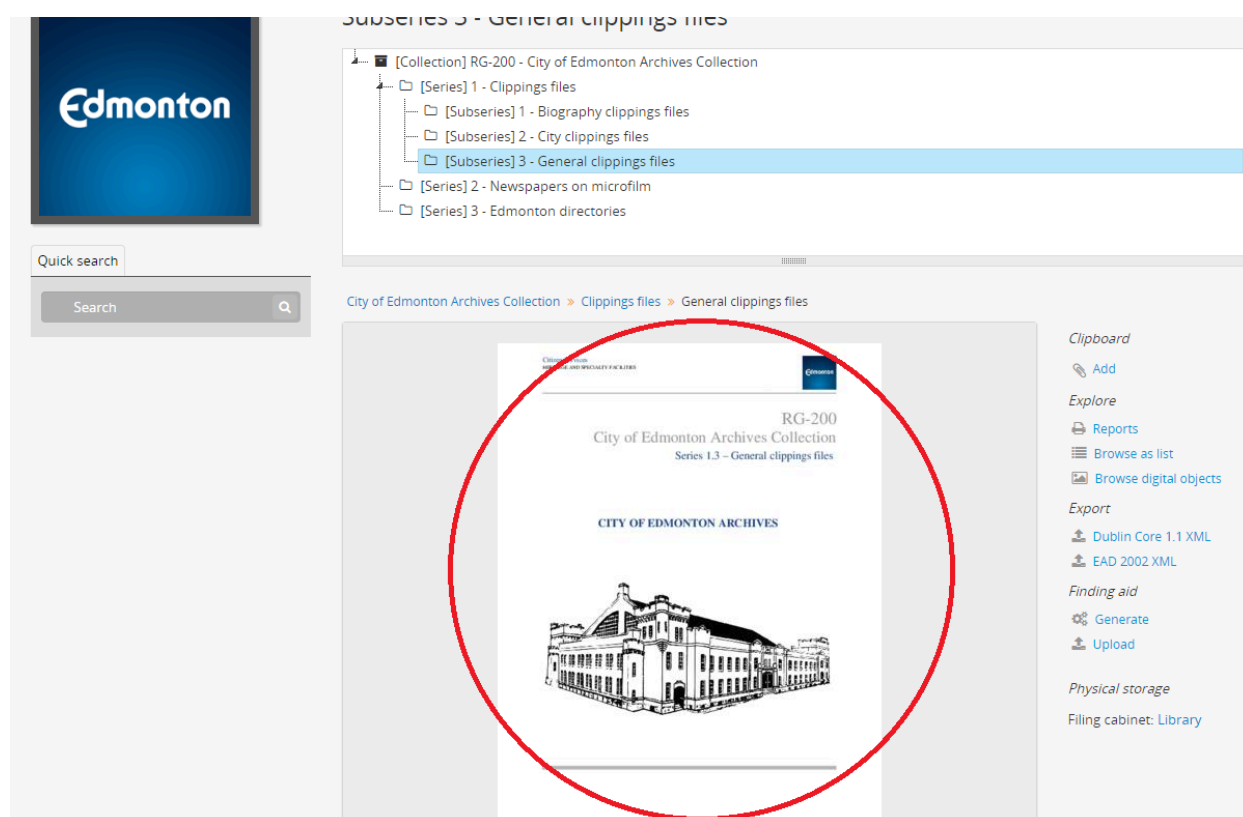 Subseries 3 - General clippings files
[Collection] RG-200 - City of Edmonton Archives Collection
[Series] 1 - Clippings files
[Subseries] 1 - Biography clippings files
[Subseries] 2 - City clippings files
[Subseries] 3 - General clippings files
[Series] 2 - Newspapers on microfilm
[Series] 3 - Edmonton directories
Edmonton
Quick search
Search
City of Edmonton Archives Collection » Clippings files » General clippings files
AND SPECIALTY FACILITIES
Edmonton
RG-200
City of Edmonton Archives Collection
Series 1.3 – General clippings files
CITY OF EDMONTON ARCHIVES
Clipboard
Add
Explore
Reports
Browse as list
Browse digital objects
Export
Dublin Core 1.1 XML
EAD 2002 XML
Finding aid
Generate
Upload
Physical storage
Filing cabinet: Library